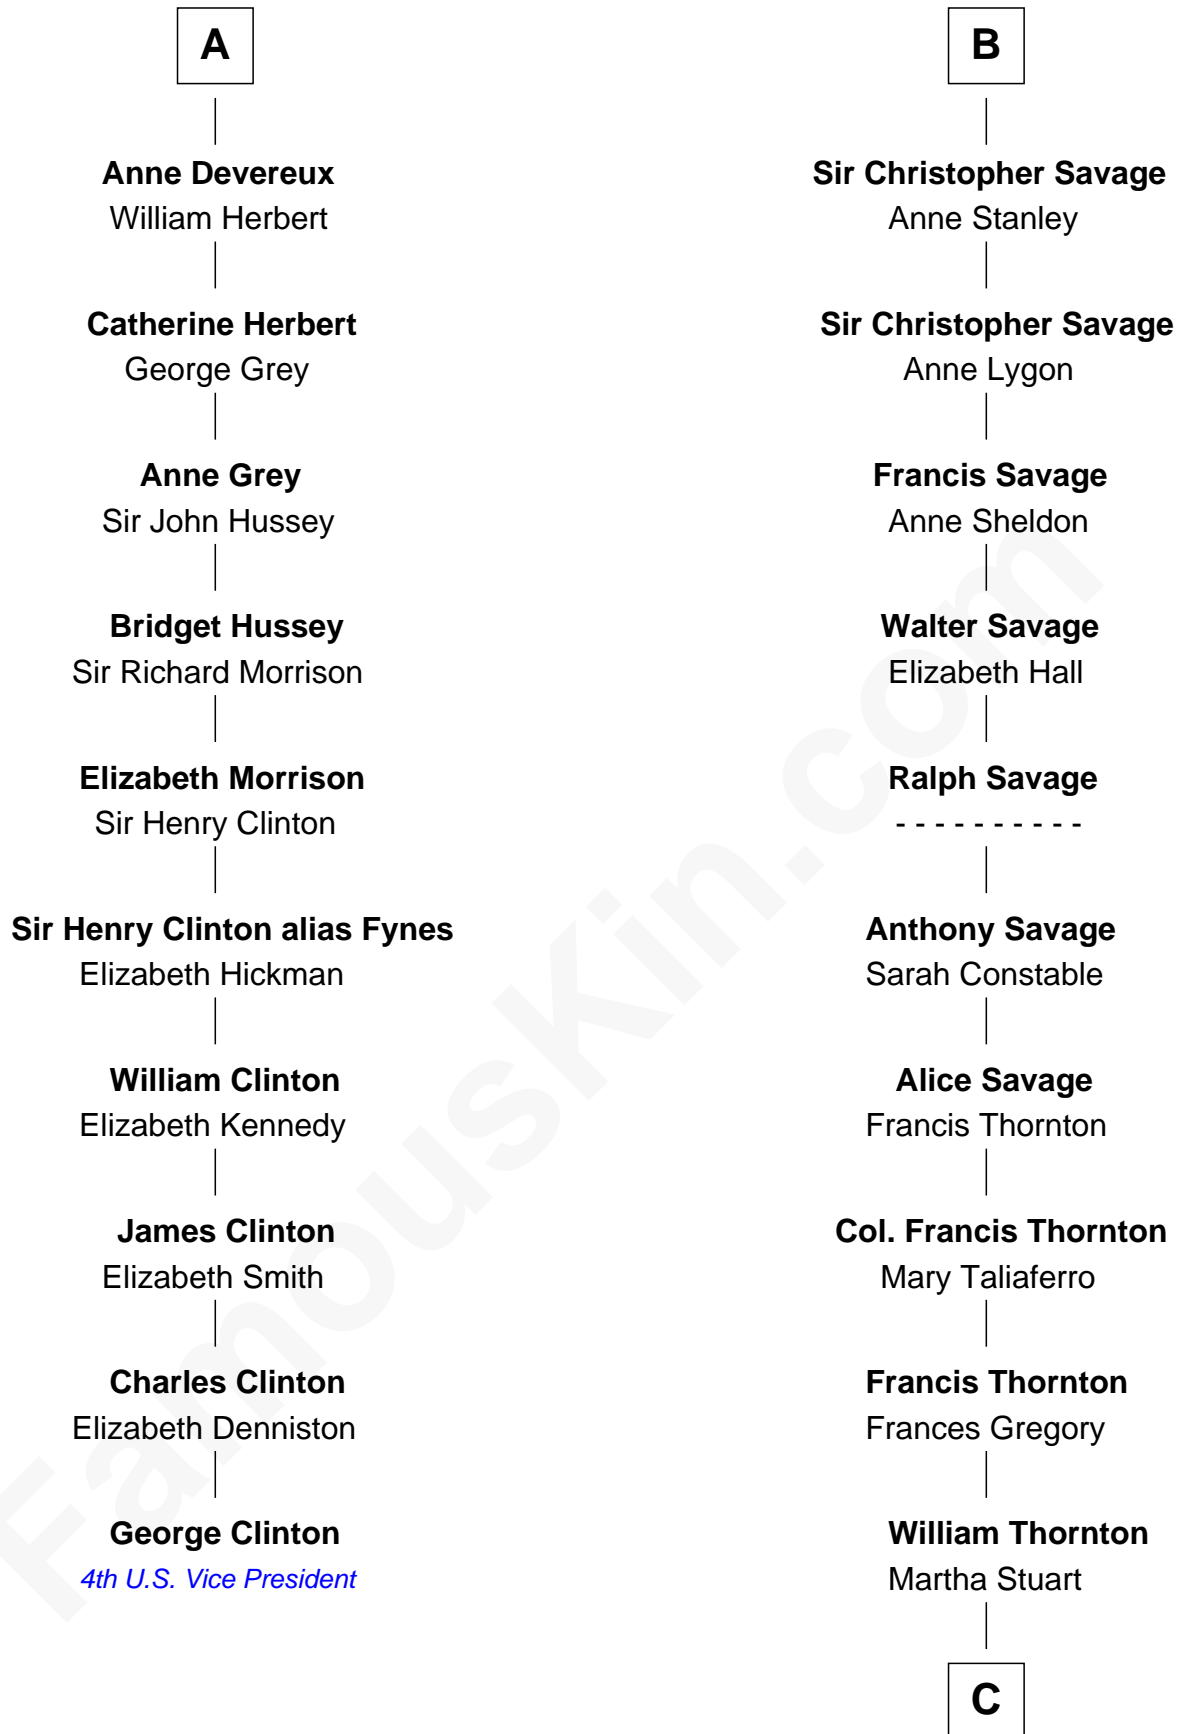 A
Anne Devereux
William Herbert
Catherine Herbert
George Grey
Anne Grey
Sir John Hussey
Bridget Hussey
Sir Richard Morrison
Elizabeth Morrison
Sir Henry Clinton
Sir Henry Clinton alias Fynes
Elizabeth Hickman
William Clinton
Elizabeth Kennedy
James Clinton
Elizabeth Smith
Charles Clinton
Elizabeth Denniston
George Clinton
4th U.S. Vice President
B
Sir Christopher Savage
Anne Stanley
Sir Christopher Savage
Anne Lygon
Francis Savage
Anne Sheldon
Walter Savage
Elizabeth Hall
Ralph Savage
- - - - - - - - - -
Anthony Savage
Sarah Constable
Alice Savage
Francis Thornton
Col. Francis Thornton
Mary Taliaferro
Francis Thornton
Frances Gregory
William Thornton
Martha Stuart
C
FamousKin.com